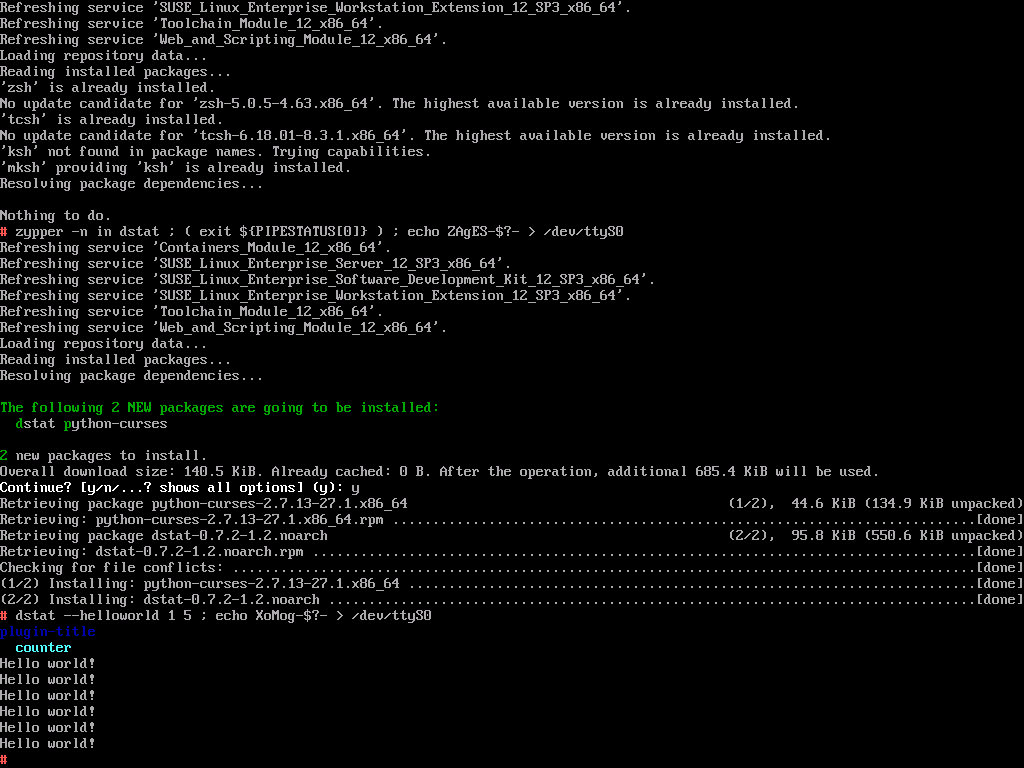 Refreshing service 'SUSE_Linux_Enterprise_Workstation_Extension_12_SP3_x86_64'.
Refreshing service 'Toolchain_Module_12_x86_64'.
Refreshing service 'Web_and_Scripting_Module_12_x86_64'.
Loading repository data...
Reading installed packages...
'zsh' is already installed.
No update candidate for 'zsh-5.0.5-4.63.x86_64'. The highest available version is already installed.
'tcsh' is already installed.
No update candidate for 'tcsh-6.18.01-8.3.1.x86_64'. The highest available version is already installed.
'ksh' not found in package names. Trying capabilities.
'mksh' providing 'ksh' is already installed.
Resolving package dependencies...
Nothing to do.
# zypper -n in dstat ; ( exit ${PIPESTATUS[0]} ) ; echo ZAgES-$?- > /dev/ttyS0
Refreshing service 'Containers_Module_12_x86_64'.
Refreshing service 'SUSE_Linux_Enterprise_Server_12_SP3_x86_64'.
Refreshing service 'SUSE_Linux_Enterprise_Software_Development_Kit_12_SP3_x86_64'.
Refreshing service 'SUSE_Linux_Enterprise_Workstation_Extension_12_SP3_x86_64'.
Refreshing service 'Toolchain_Module_12_x86_64'.
Refreshing service 'Web_and_Scripting_Module_12_x86_64'.
Loading repository data...
Reading installed packages...
Resolving package dependencies...
The following 2 NEW packages are going to be installed:
dstat python-curses
2 new packages to install.
Overall download size: 140.5 KiB. Already cached: 0 B. After the operation, additional 685.4 KiB will be used.
Continue? [y/n/...? shows all options] (y): y
Retrieving package python-curses-2.7.13-27.1.x86_64 (1/2), 44.6 KiB (134.9 KiB unpacked)
Retrieving: python-curses-2.7.13-27.1.x86_64.rpm .........................................................................[done]
Retrieving package dstat-0.7.2-1.2.noarch (2/2), 95.8 KiB (550.6 KiB unpacked)
Retrieving: dstat-0.7.2-1.2.noarch.rpm ...................................................................................[done]
Checking for file conflicts: .............................................................................................[done]
(1/2) Installing: python-curses-2.7.13-27.1.x86_64 .......................................................................[done]
(2/2) Installing: dstat-0.7.2-1.2.noarch .................................................................................[done]
# dstat --helloworld 1 5 ; echo XoMog-$?- > /dev/ttyS0
plugin-title
counter
Hello world!
Hello world!
Hello world!
Hello world!
Hello world!
Hello world!
#